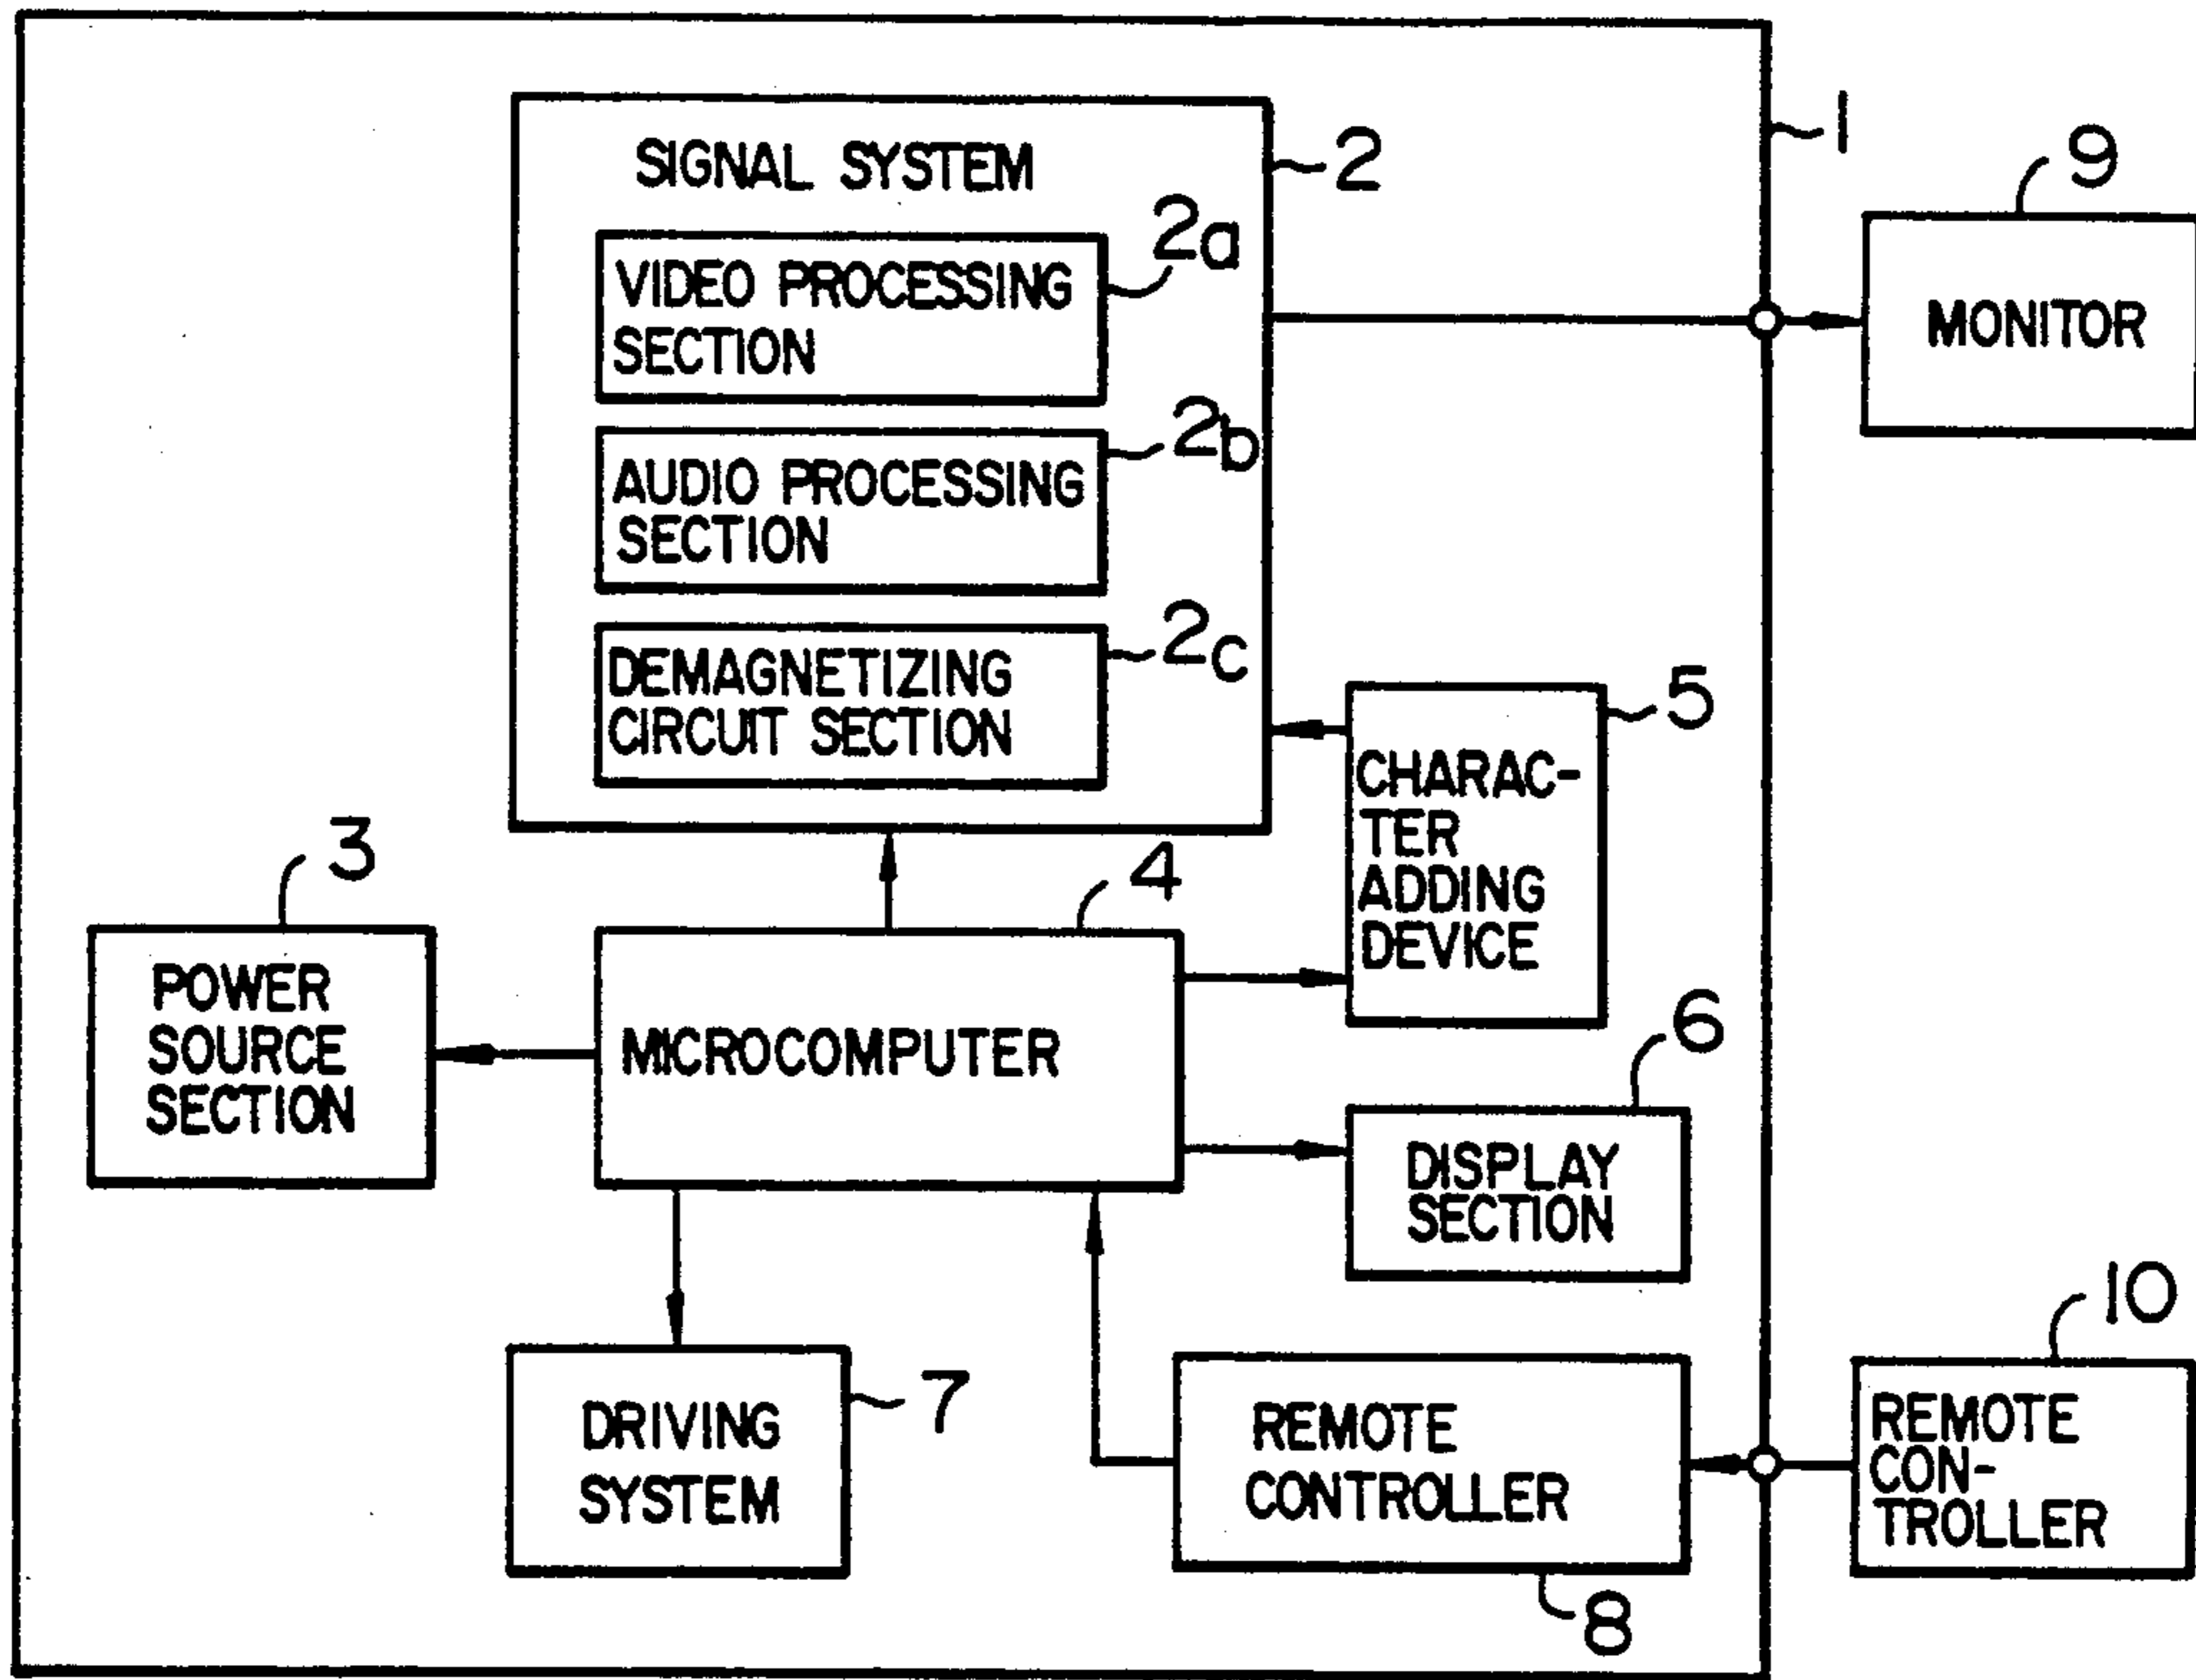 1
SIGNAL SYSTEM
2
9
2a
VIDEO PROCESSING
SECTION
MONITOR
2b
AUDIO PROCESSING
SECTION
2c
DEMAGNETIZING
CIRCUIT SECTION
5
CHARAC-
TER
ADDING
DEVICE
3
4
POWER
SOURCE
SECTION
MICROCOMPUTER
6
DISPLAY
SECTION
10
7
DRIVING
SYSTEM
REMOTE
CONTROLLER
8
REMOTE
CON-
TROLLER